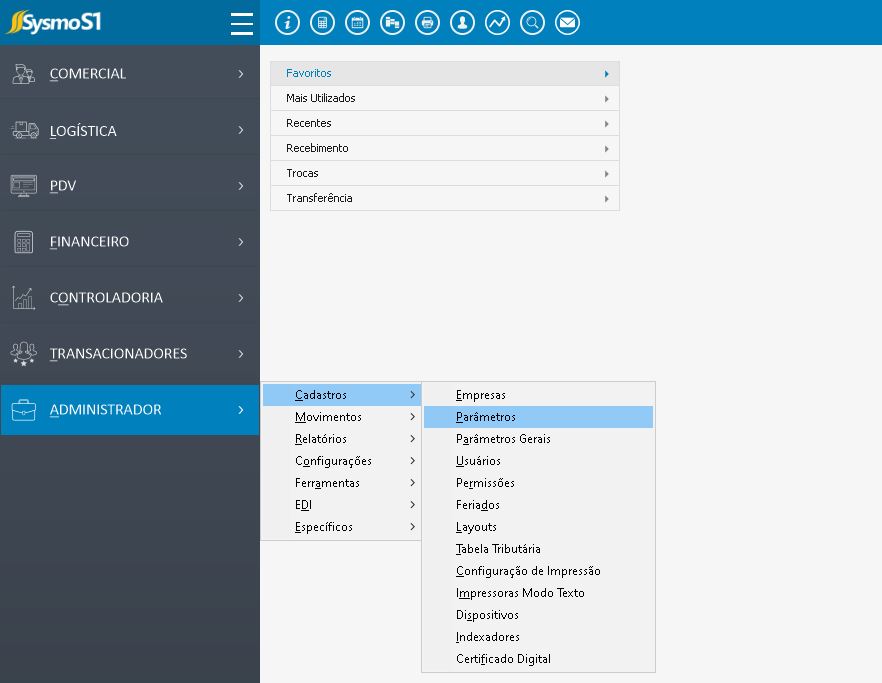 SysmoS1
COMERCIAL
LOGÍSTICA
PDV
FINANCEIRO
CONTROLADORIA
TRANSACIONADORES
ADMINISTRADOR
Favoritos
Mais Utilizados
Recentes
Recebimento
Trocas
Transferência
Cadastros
Movimentos
Relatórios
Configurações
Ferramentas
EDI
Específicos
Empresas
Parâmetros
Parâmetros Gerais
Usuários
Permissões
Feriados
Layouts
Tabela Tributária
Configuração de Impressão
Impressoras Modo Texto
Dispositivos
Indexadores
Certificado Digital